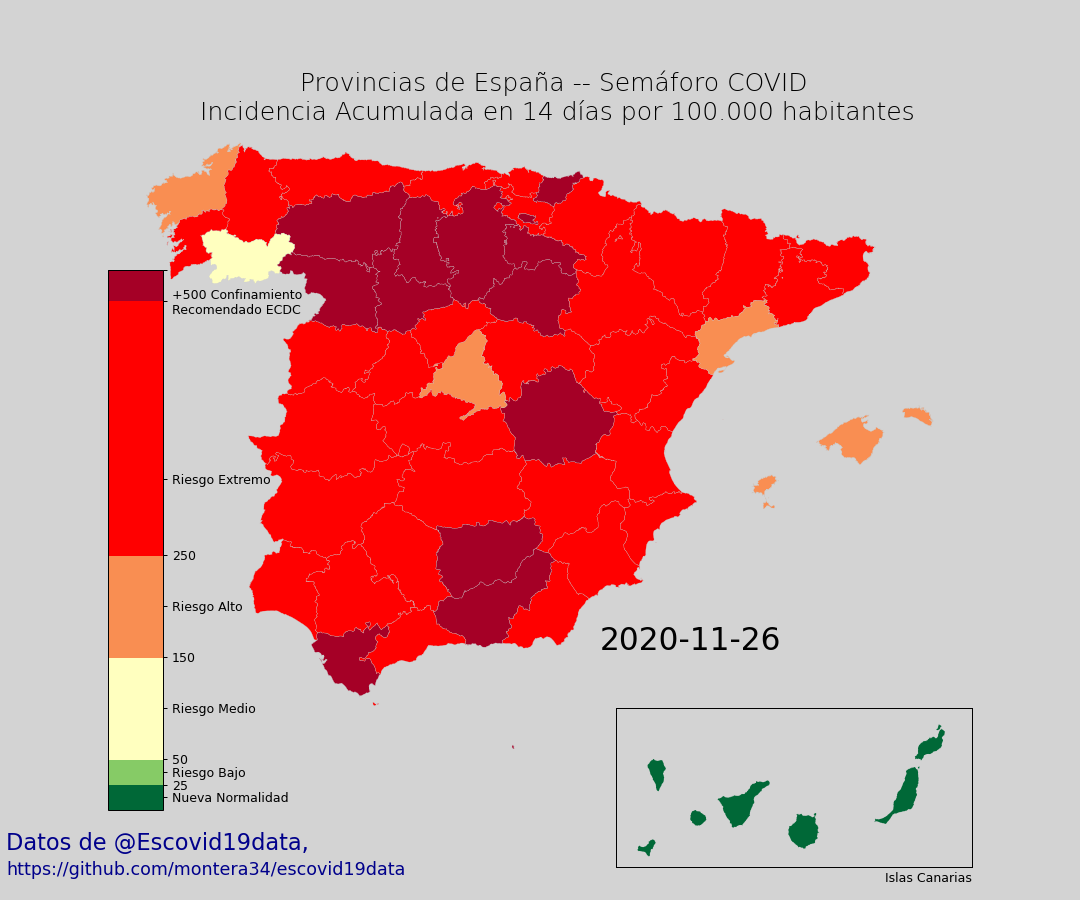 Provincias de España -- Semáforo COVID
Incidencia Acumulada en 14 días por 100.000 habitantes
+500 Confinamiento
Recomendado ECDC
Riesgo Extremo
250
Riesgo Alto
150
Riesgo Medio
50
Riesgo Bajo
25
Nueva Normalidad
2020-11-26
Datos de @Escovid19data,
https://github.com/montera34/escovid19data
Islas Canarias